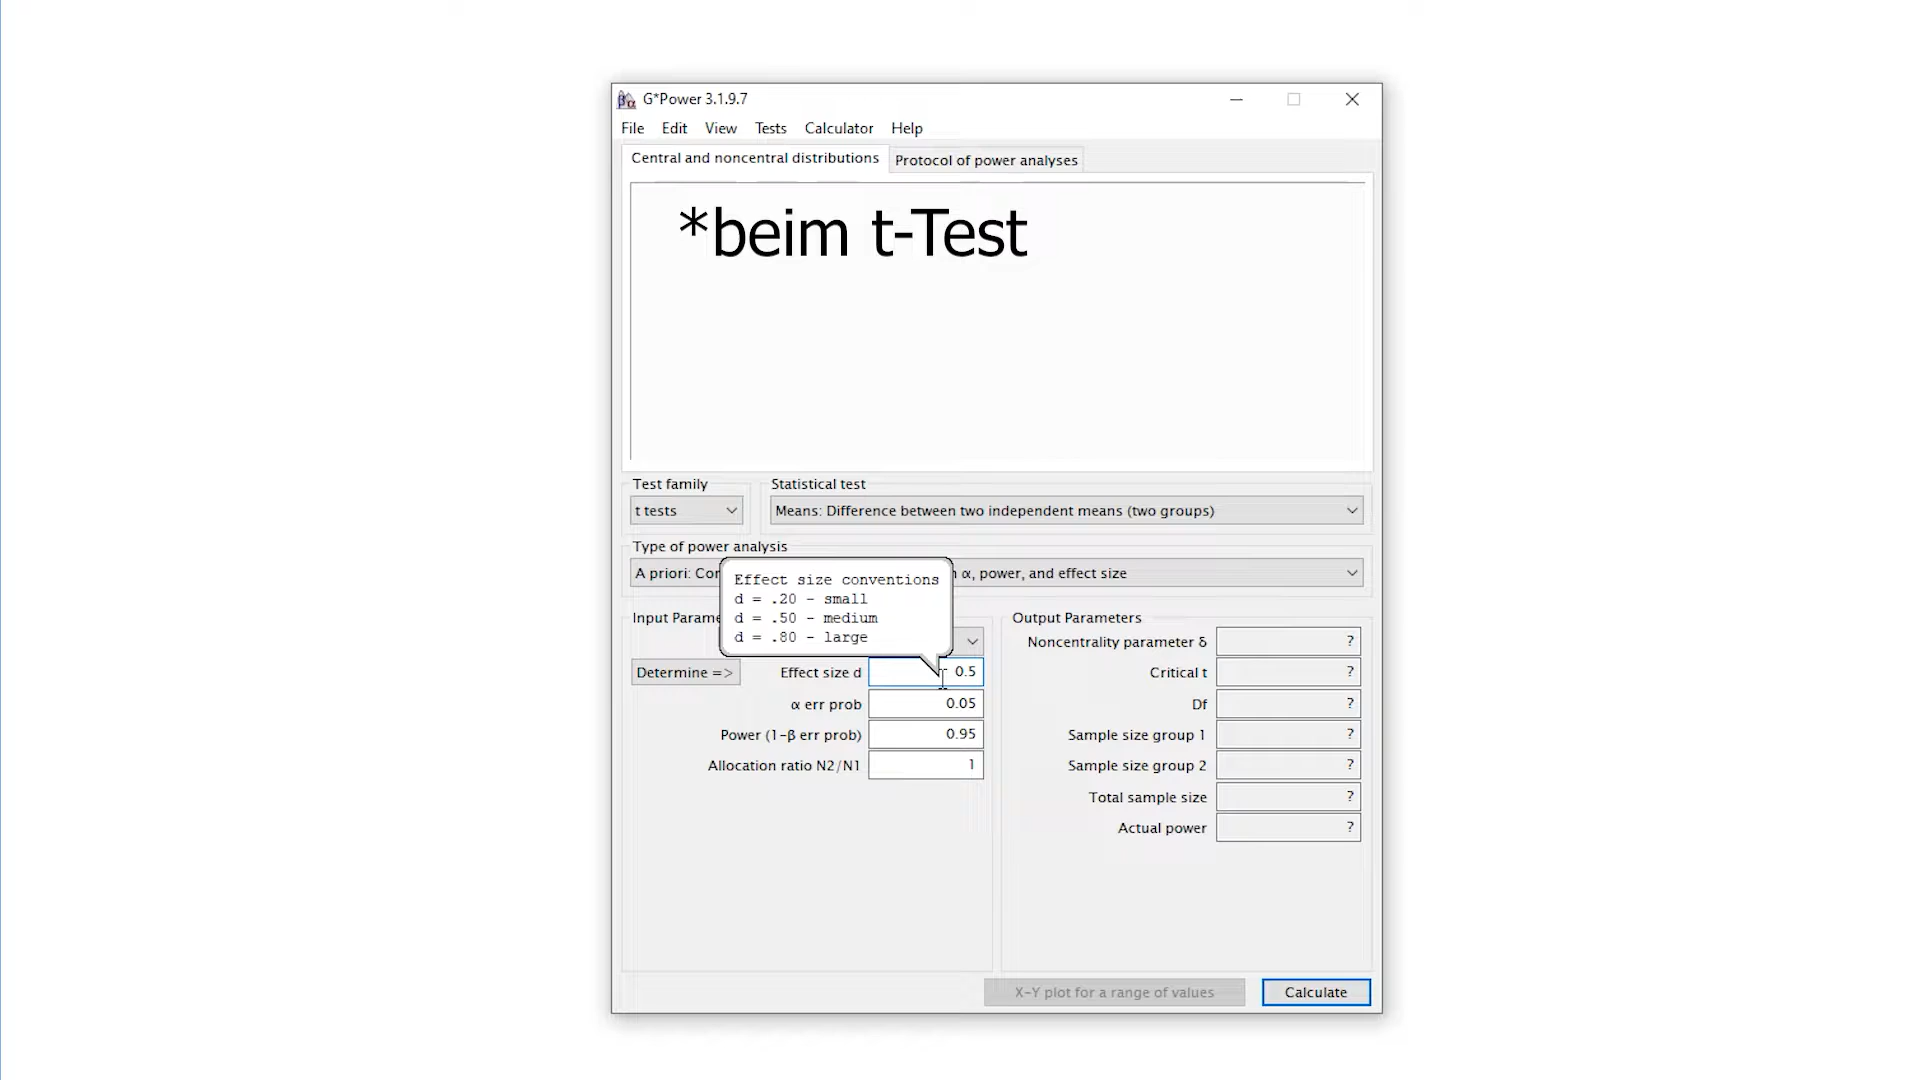 G*Power 3.1.9.7
File Edit View Tests Calculator Help
Central and noncentral distributions Protocol of power analyses
*beim t-Test
Test family Statistical test
t tests Means: Difference between two independent means (two groups)
Type of power analysis
A priori: α, power, and effect size
Effect size conventions
d = .20 - small
d = .50 - medium
d = .80 - large
Input Output Parameters
Noncentrality parameter δ ?
Determine => Effect size d 0.5 Critical t ?
α err prob 0.05 Df ?
Power (1-β err prob) 0.95 Sample size group 1 ?
Allocation ratio N2/N1 1 Sample size group 2 ?
Total sample size ?
Actual power ?
X-Y plot for a range of values Calculate